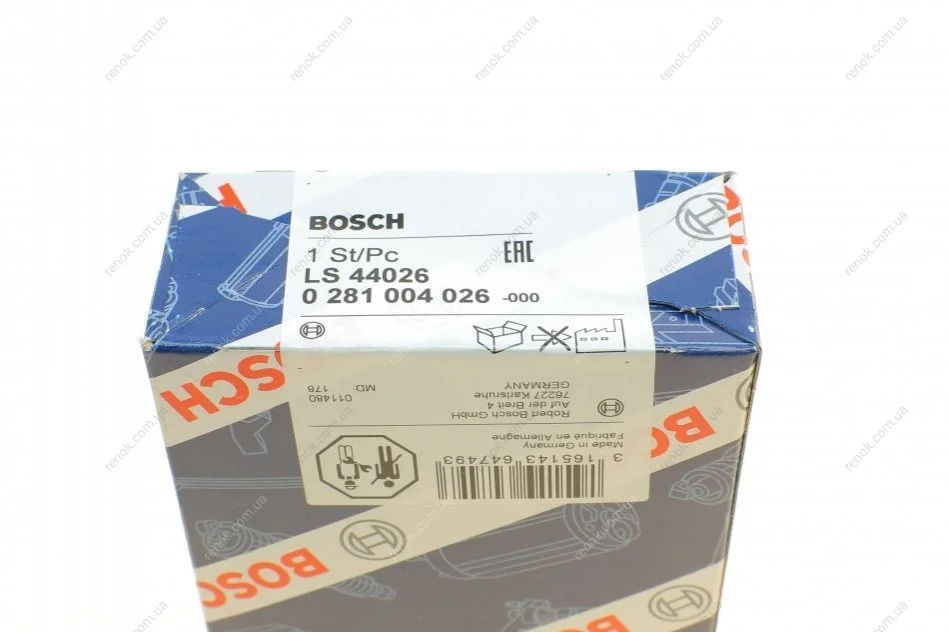 BOSCH
1 St/Pc
EAC
LS 44026
0 281 004 026 -000
Robert Bosch GmbH
Auf der Breit 4
76227 Karlsruhe
GERMANY
011480
MD: 178
Made in Germany
Fabriqué en Allemagne
3 165143 647493
BOSCH
BOSCH
BOSCH
renok.com.ua